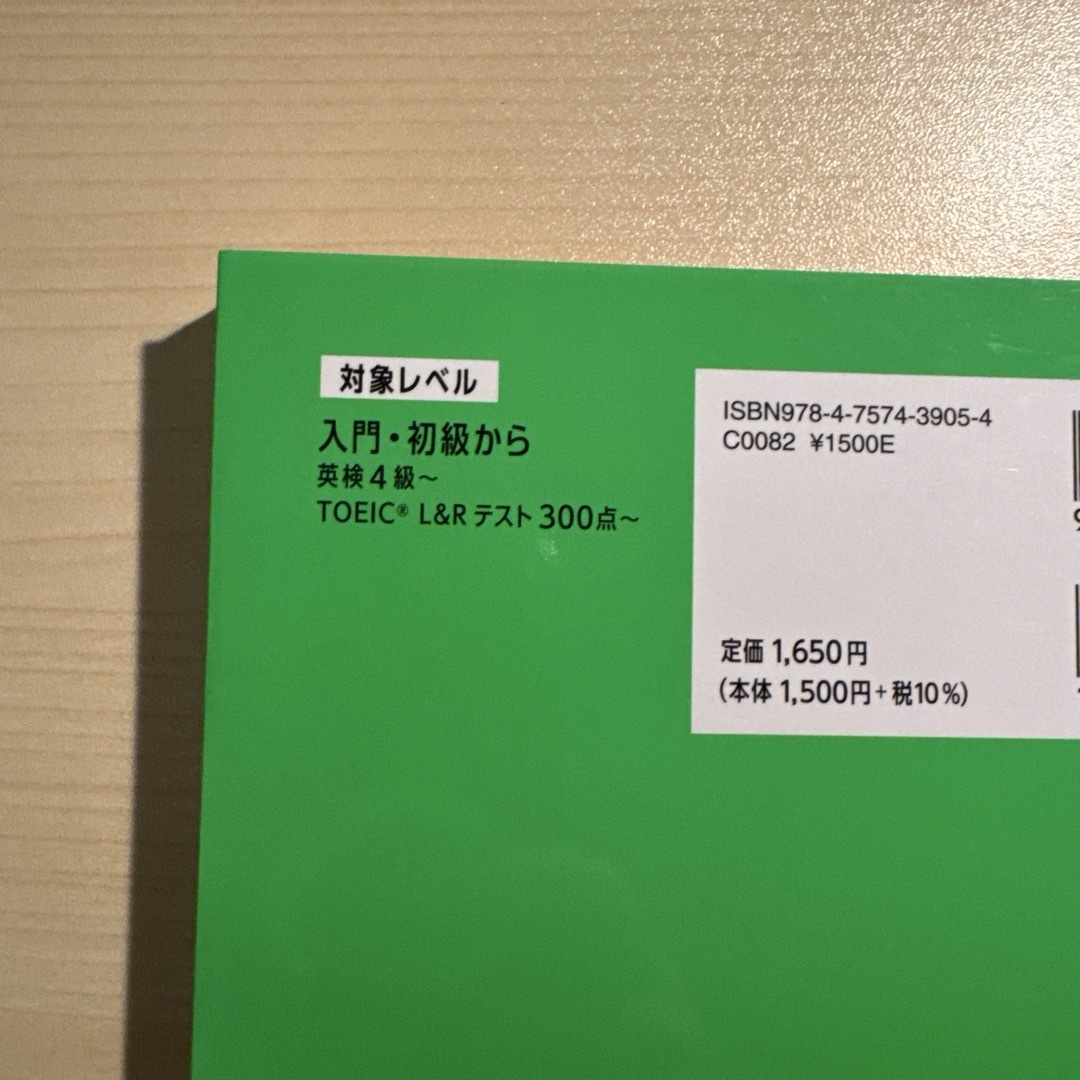 対象レベル
入門・初級から
英検4級〜
TOEIC® L&R テスト 300点〜
ISBN978-4-7574-3905-4
C0082 ¥1500E
定価 1,650円
(本体 1,500円+税10%)